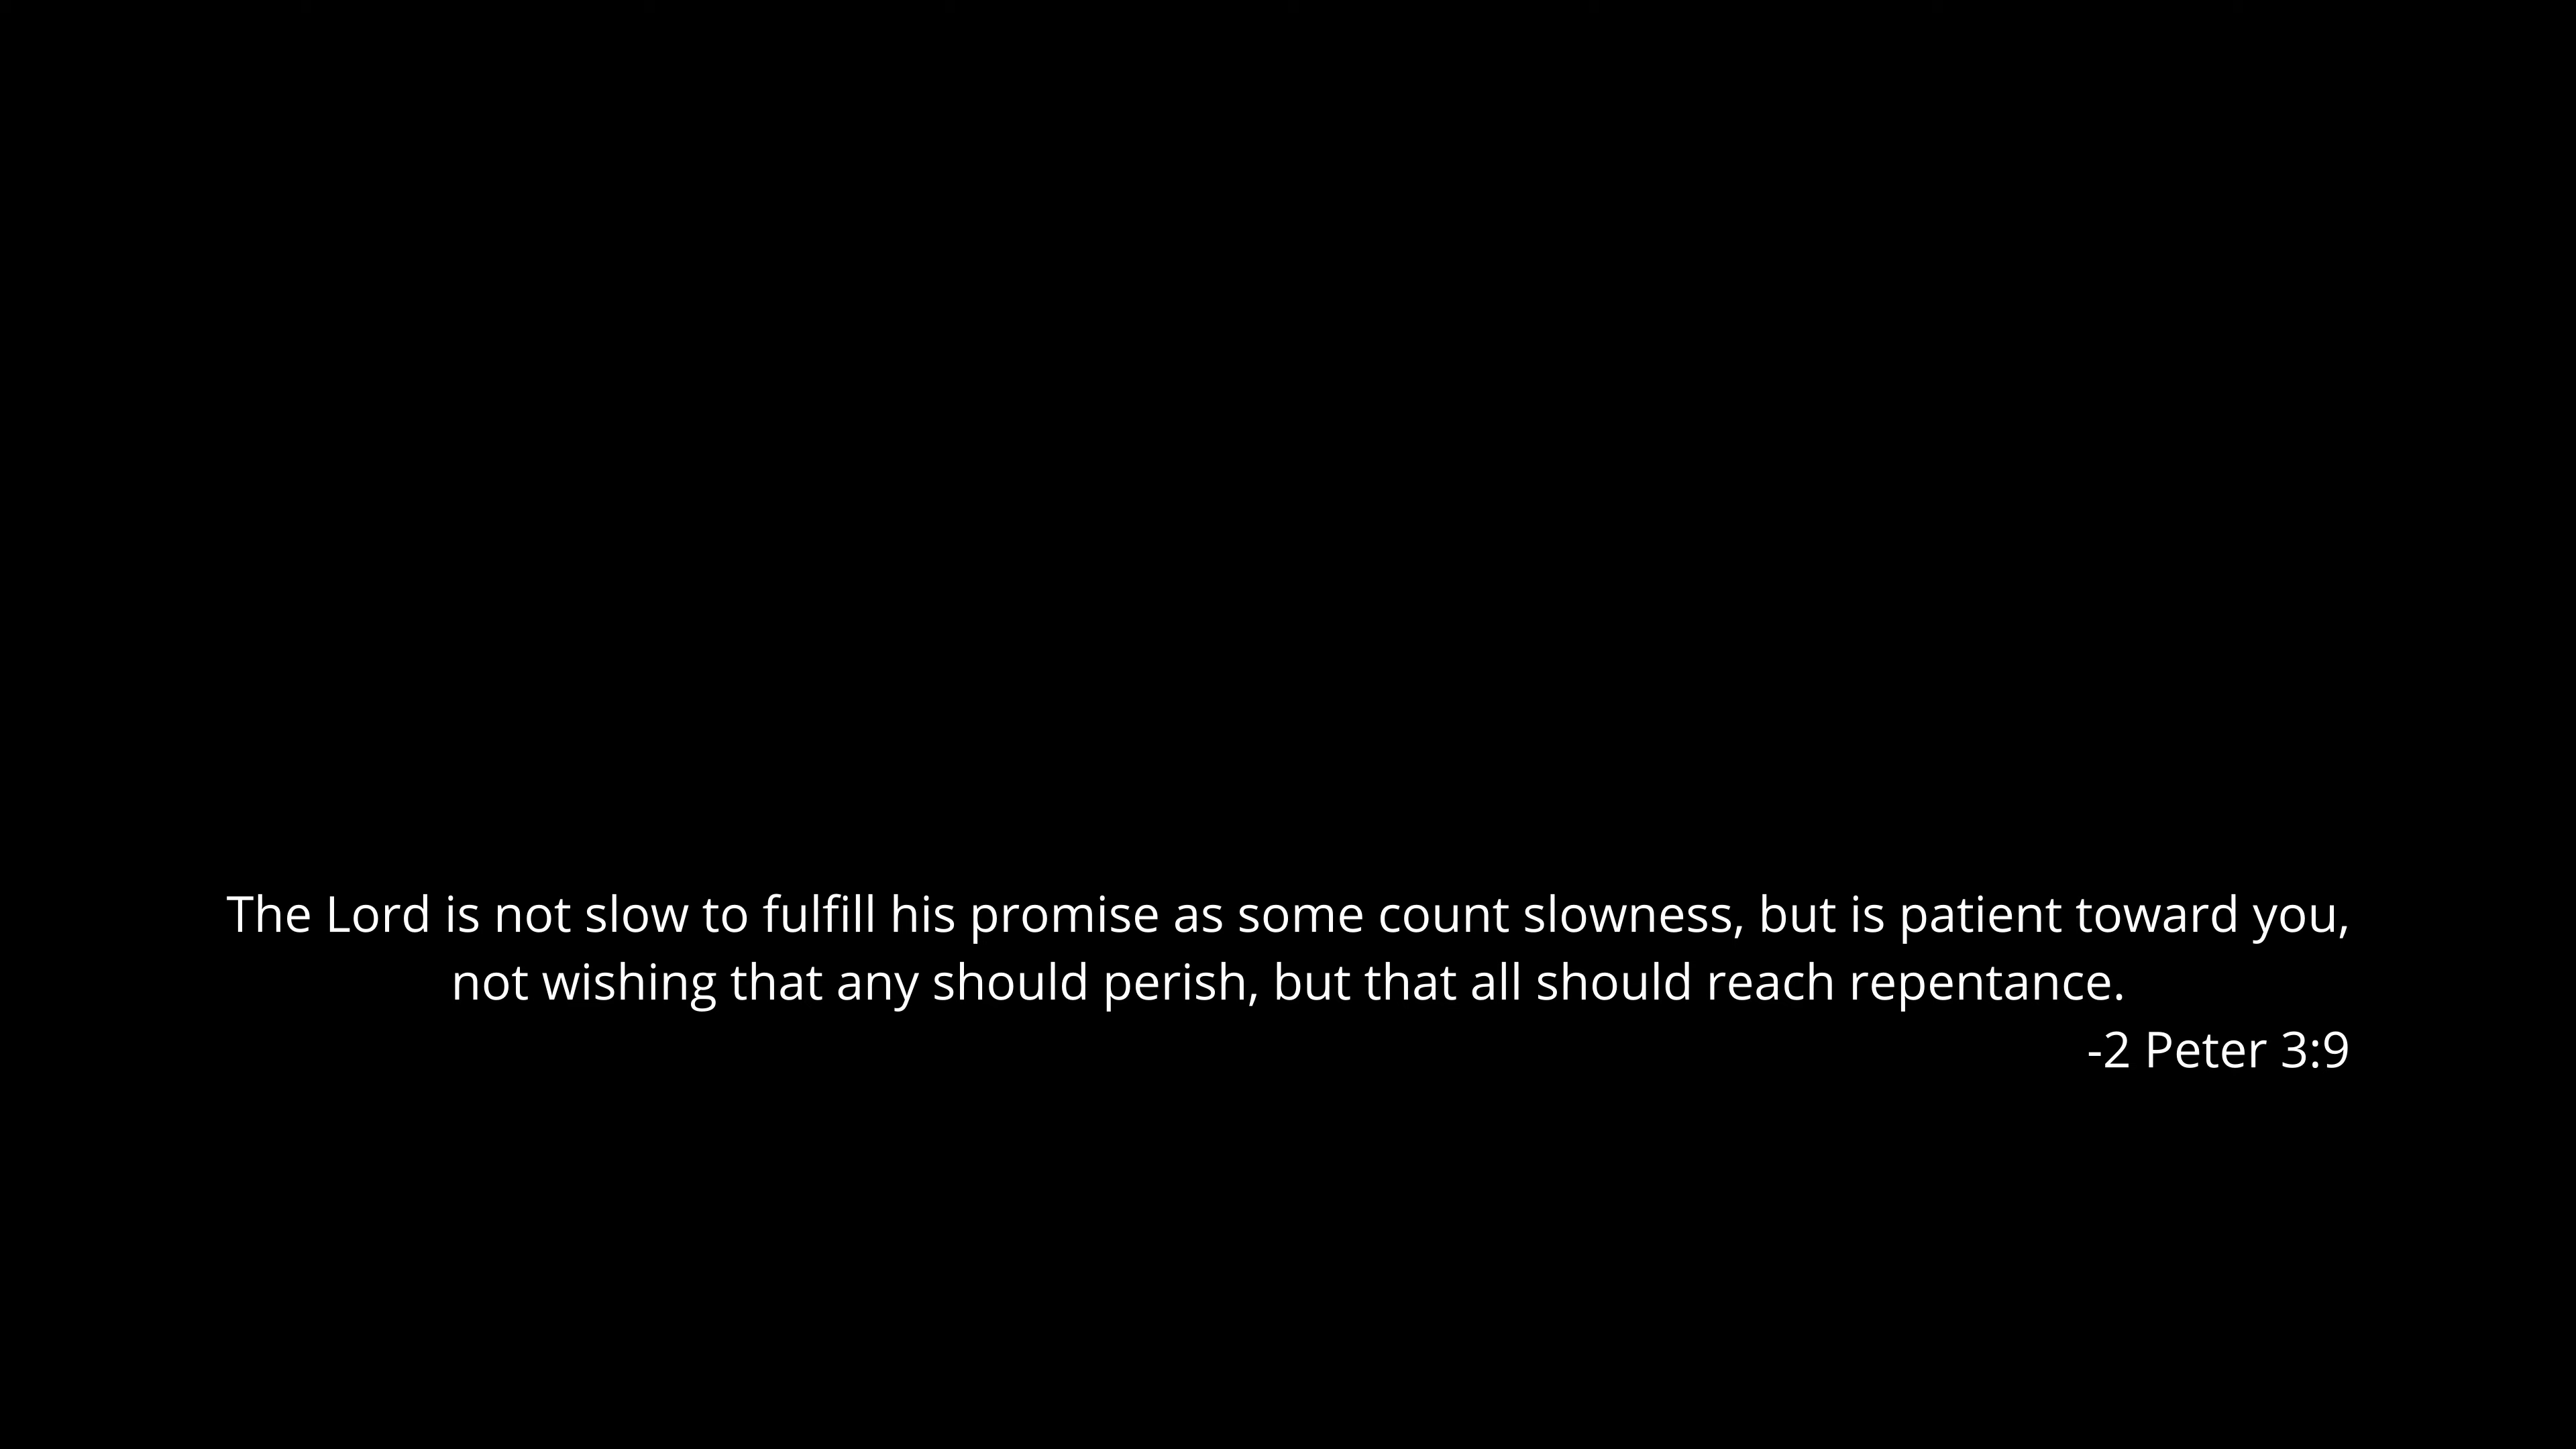 The Lord is not slow to fulfill his promise as some count slowness, but is patient toward you,
not wishing that any should perish, but that all should reach repentance.
-2 Peter 3:9